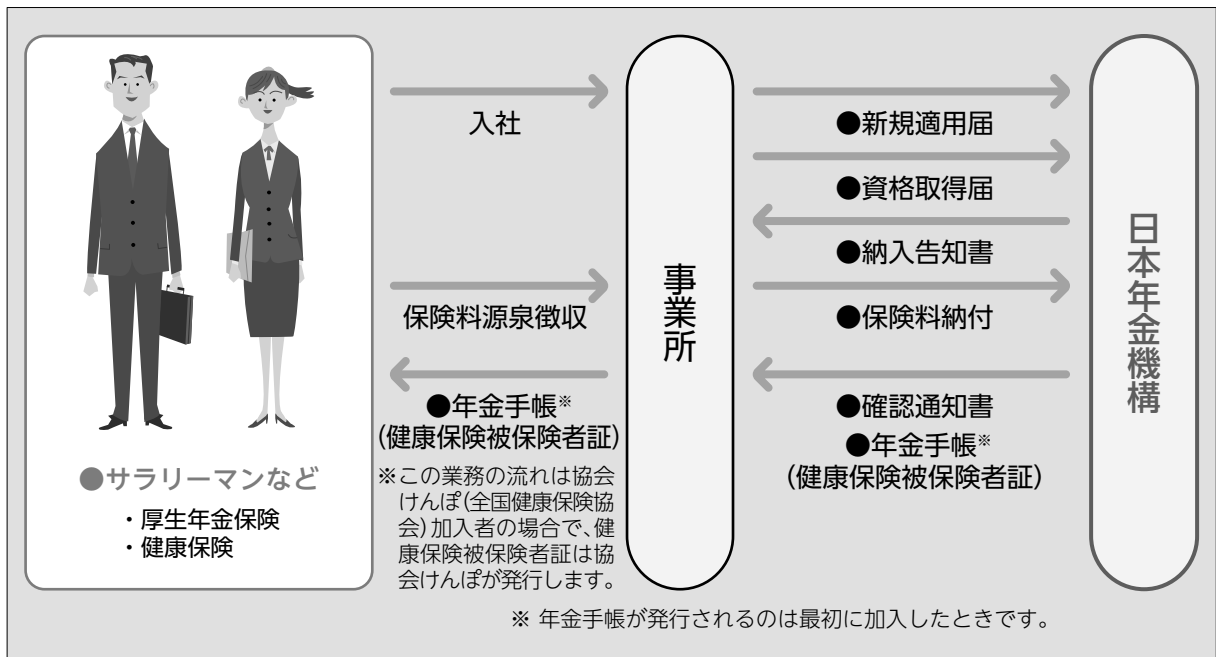 入社
保険料源泉徴収
●年金手帳※
(健康保険被保険者証)
※この業務の流れは協会
けんぽ(全国健康保険協
会)加入者の場合で、健
康保険被保険者証は協
会けんぽが発行します。
●サラリーマンなど
・厚生年金保険
・健康保険
事業所
●新規適用届
●資格取得届
●納入告知書
●保険料納付
●確認通知書
●年金手帳※
(健康保険被保険者証)
日本年金機構
※ 年金手帳が発行されるのは最初に加入したときです。